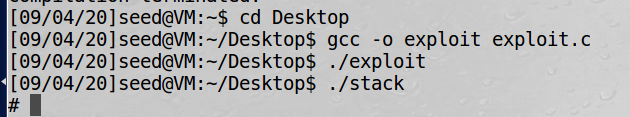 compilation terminated.
[09/04/20]seed@VM:~$ cd Desktop
[09/04/20]seed@VM:~/Desktop$ gcc -o exploit exploit.c
[09/04/20]seed@VM:~/Desktop$ ./exploit
[09/04/20]seed@VM:~/Desktop$ ./stack
#